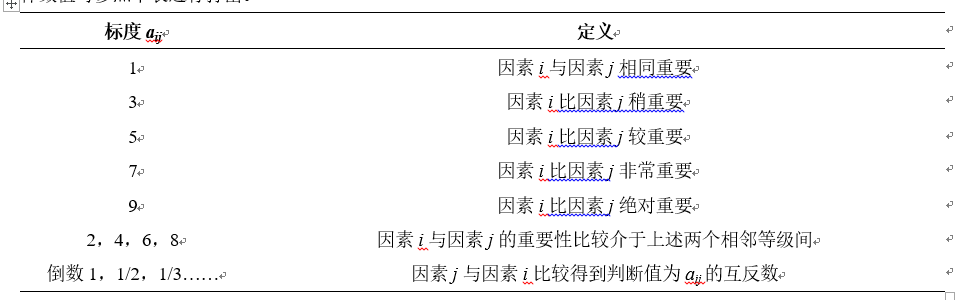 标度 aij 定义
1 因素 i 与因素 j 相同重要
3 因素 i 比因素 j 稍重要
5 因素 i 比因素 j 较重要
7 因素 i 比因素 j 非常重要
9 因素 i 比因素 j 绝对重要
2，4，6，8 因素 i 与因素 j 的重要性比较介于上述两个相邻等级间
倒数 1，1/2，1/3…… 因素 j 与因素 i 比较得到判断值为 aij 的互反数